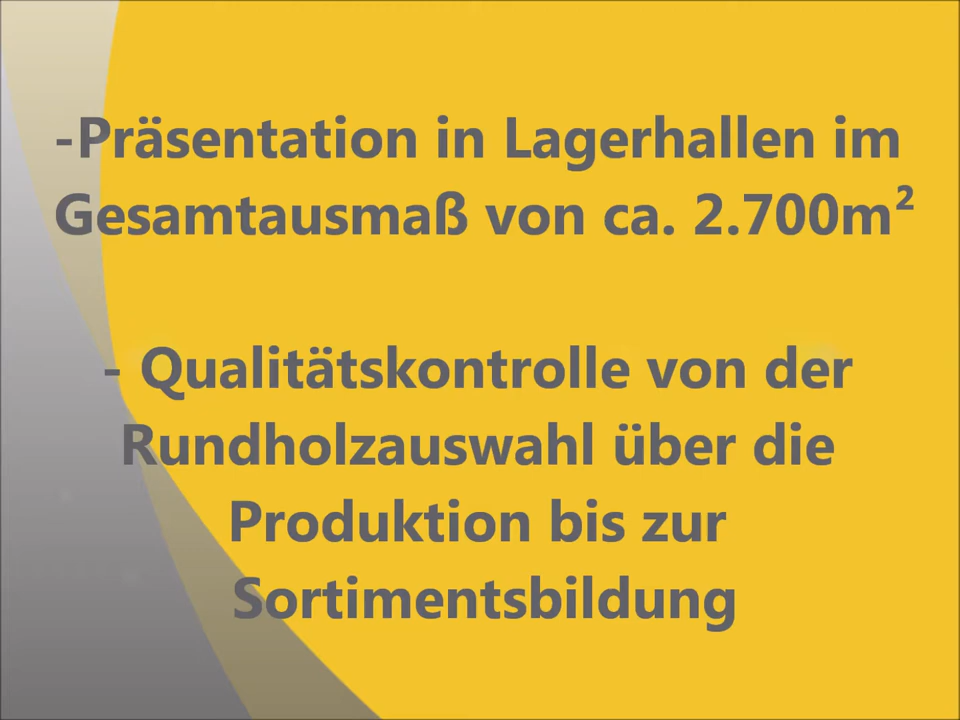 -Präsentation in Lagerhallen im
Gesamtausmaß von ca. 2.700m²
- Qualitätskontrolle von der
Rundholzauswahl über die
Produktion bis zur
Sortimentsbildung